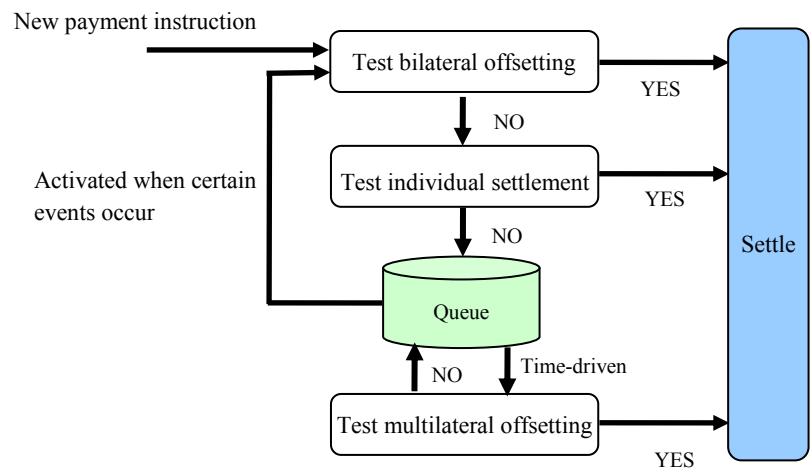 New payment instruction
Test bilateral offsetting
YES
NO
Activated when certain
events occur
Test individual settlement
YES
NO
Settle
Queue
NO
Time-driven
Test multilateral offsetting
YES